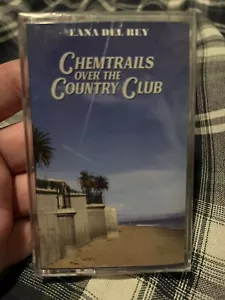 LANA DEL REY
CHEMTRAILS
OVER THE
COUNTRY CLUB